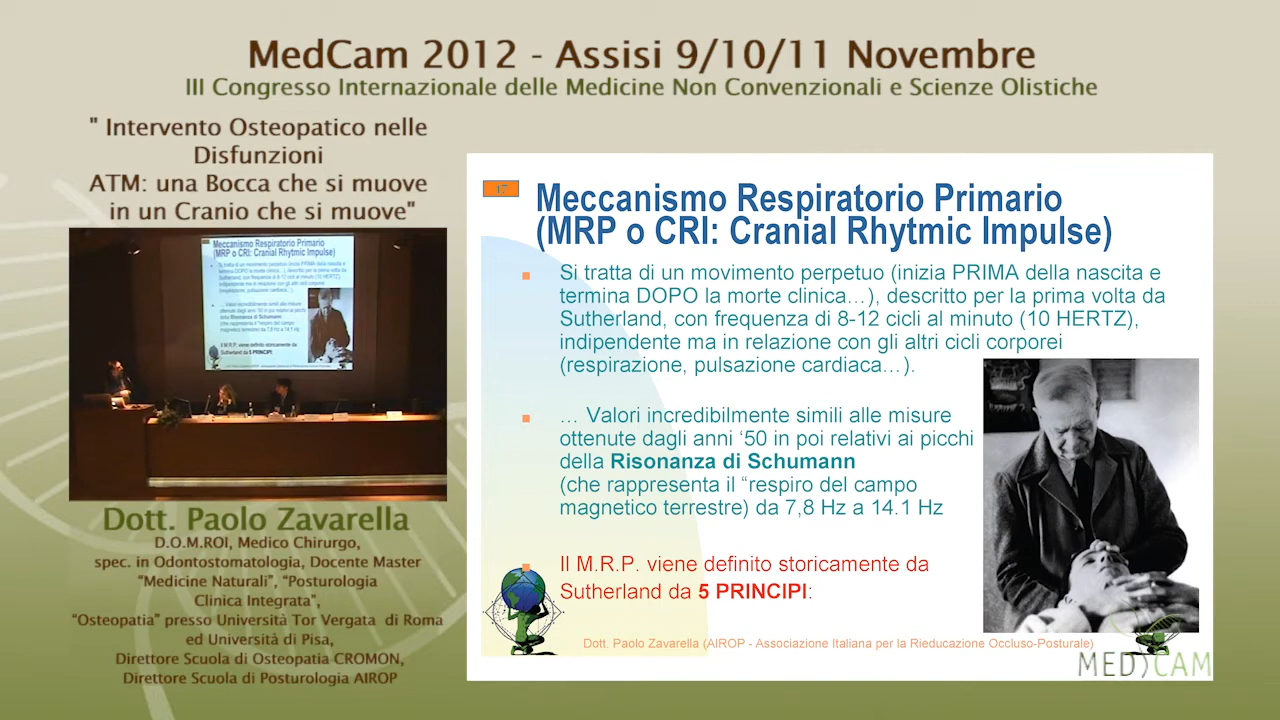 MedCam 2012 - Assisi 9/10/11 Novembre
III Congresso Internazionale delle Medicine Non Convenzionali e Scienze Olistiche
" Intervento Osteopatico nelle
Disfunzioni
ATM: una Bocca che si muove
in un Cranio che si muove"
Dott. Paolo Zavarella
D.O.M.ROI, Medico Chirurgo,
spec. in Odontostomatologia, Docente Master
“Medicine Naturali”, “Posturologia
Clinica Integrata”,
“Osteopatia” presso Università Tor Vergata di Roma
ed Università di Pisa,
Direttore Scuola di Osteopatia CROMON,
Direttore Scuola di Posturologia AIROP
17
Meccanismo Respiratorio Primario
(MRP o CRI: Cranial Rhytmic Impulse)
Si tratta di un movimento perpetuo (inizia PRIMA della nascita e
termina DOPO la morte clinica…), descritto per la prima volta da
Sutherland, con frequenza di 8-12 cicli al minuto (10 HERTZ),
indipendente ma in relazione con gli altri cicli corporei
(respirazione, pulsazione cardiaca…).
… Valori incredibilmente simili alle misure
ottenute dagli anni ‘50 in poi relativi ai picchi
della Risonanza di Schumann
(che rappresenta il “respiro del campo
magnetico terrestre) da 7,8 Hz a 14.1 Hz
Il M.R.P. viene definito storicamente da
Sutherland da 5 PRINCIPI:
Dott. Paolo Zavarella (AIROP - Associazione Italiana per la Rieducazione Occluso-Posturale)
MEDCAM